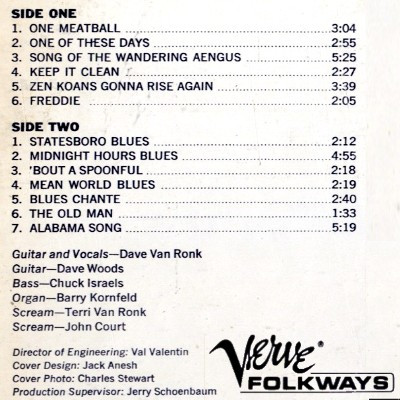 SIDE ONE
1. ONE MEATBALL 3:04
2. ONE OF THESE DAYS 2:55
3. SONG OF THE WANDERING AENGUS 5:25
4. KEEP IT CLEAN 2:27
5. ZEN KOANS GONNA RISE AGAIN 3:39
6. FREDDIE 2:05
SIDE TWO
1. STATESBORO BLUES 2:12
2. MIDNIGHT HOURS BLUES 4:55
3. 'BOUT A SPOONFUL 2:18
4. MEAN WORLD BLUES 2:19
5. BLUES CHANTE 2:40
6. THE OLD MAN 1:33
7. ALABAMA SONG 5:19
Guitar and Vocals—Dave Van Ronk
Guitar—Dave Woods
Bass—Chuck Israels
Organ—Barry Kornfeld
Scream—Terri Van Ronk
Scream—John Court
Director of Engineering: Val Valentin
Cover Design: Jack Anesh
Cover Photo: Charles Stewart
Production Supervisor: Jerry Schoenbaum
Verve®
FOLKWAYS